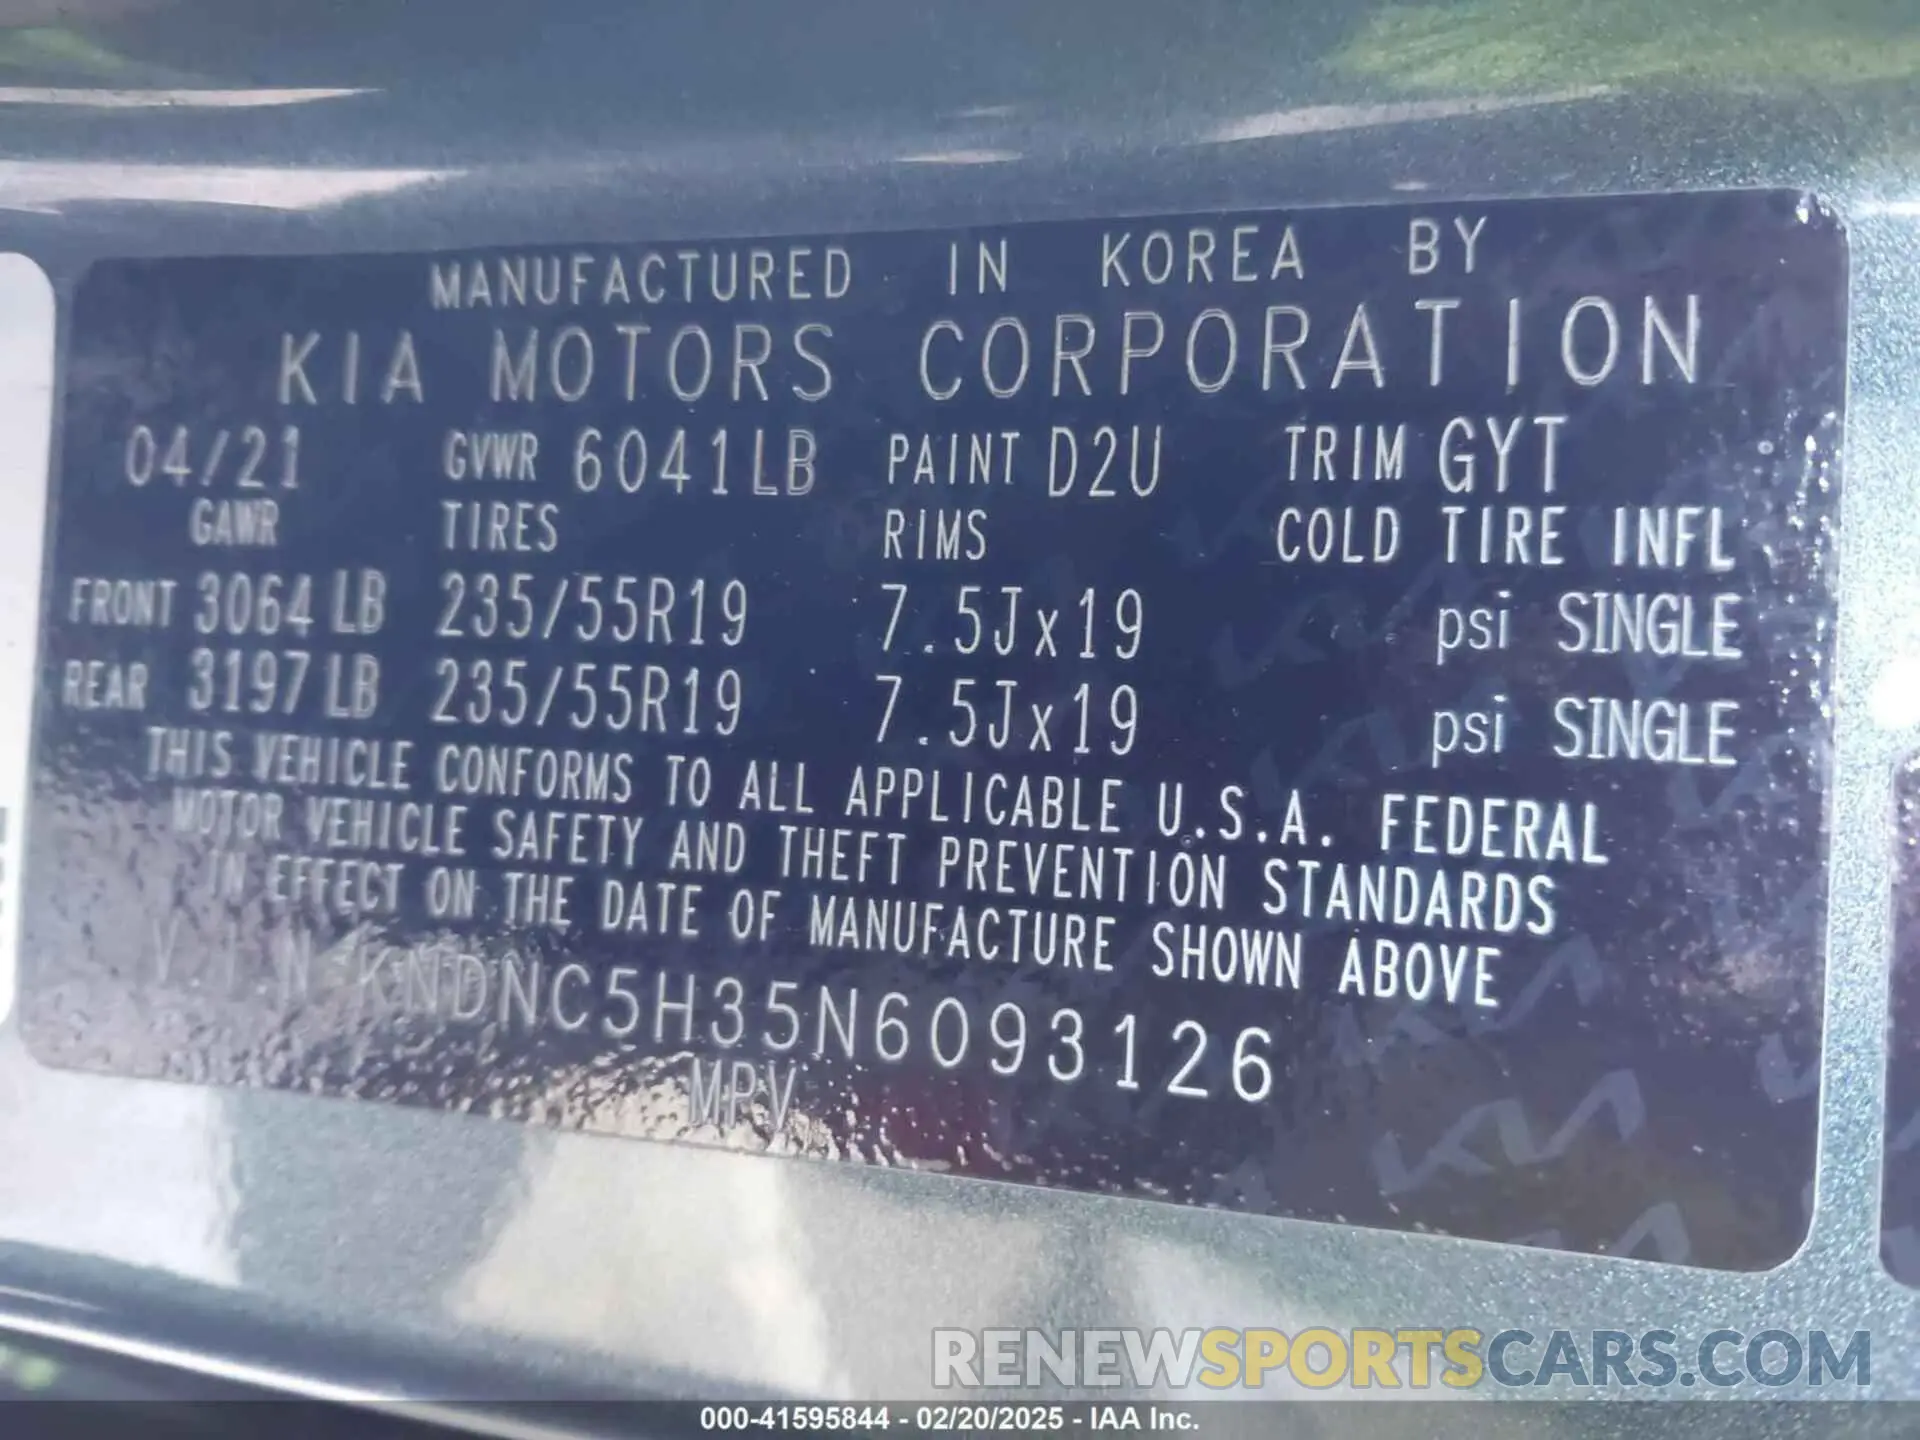 MANUFACTURED IN KOREA BY
KIA MOTORS CORPORATION
04/21 GVWR 6041LB PAINT D2U TRIM GYT
GAWR TIRES RIMS COLD TIRE INFL
FRONT 3064 LB 235/55R19 7.5Jx19 psi SINGLE
REAR 3197 LB 235/55R19 7.5Jx19 psi SINGLE
THIS VEHICLE CONFORMS TO ALL APPLICABLE U.S.A. FEDERAL
MOTOR VEHICLE SAFETY AND THEFT PREVENTION STANDARDS
IN EFFECT ON THE DATE OF MANUFACTURE SHOWN ABOVE
VIN KNDNC5H35N6093126
MPV
RENEWSPORTSCARS.COM
000-41595844 - 02/20/2025 - IAA Inc.